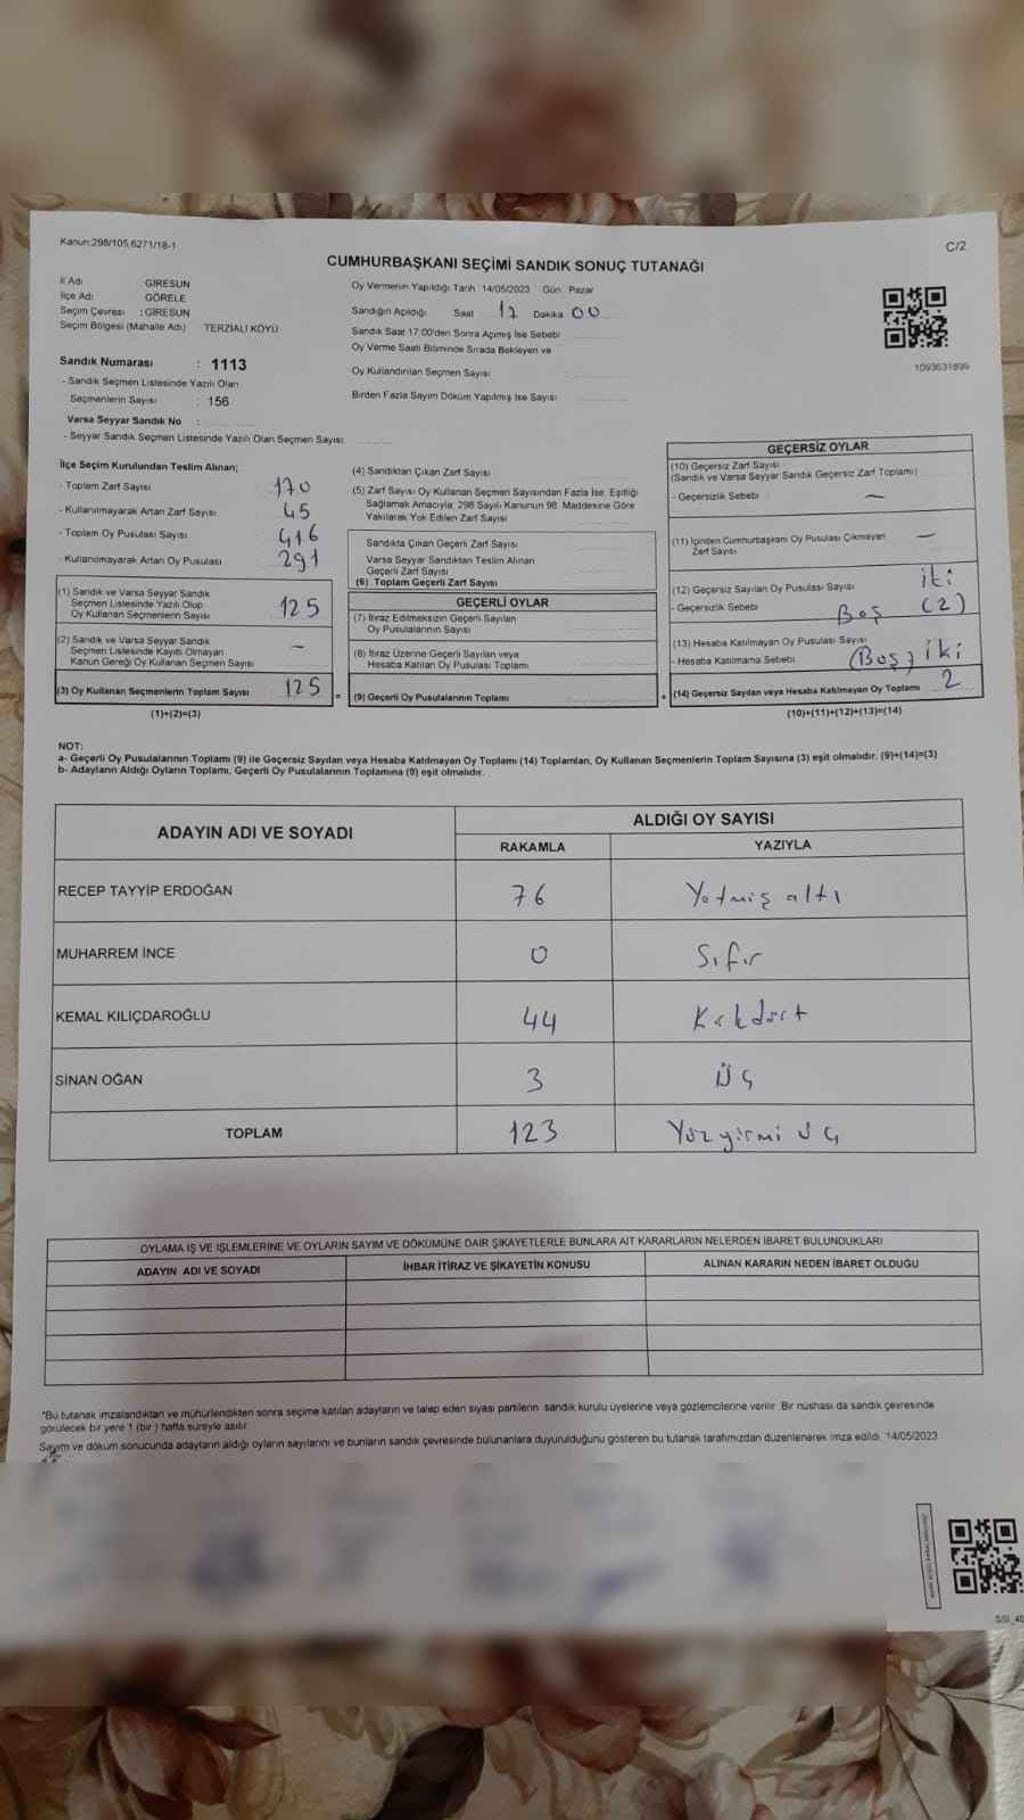 Kanun:298/105,6271/18-1
C/2
CUMHURBAŞKANI SEÇİMİ SANDIK SONUÇ TUTANAĞI
İl Adı GİRESUN
İlçe Adı GÖRELE
Seçim Çevresi : GİRESUN
Seçim Bölgesi (Mahalle Adı) TERZİALİ KÖYÜ
Sandık Numarası : 1113
- Sandık Seçmen Listesinde Yazılı Olan
Seçmenlerin Sayısı : 156
Varsa Seyyar Sandık No :
- Seyyar Sandık Seçmen Listesinde Yazılı Olan Seçmen Sayısı
Oy Vermenin Yapıldığı Tarih 14/05/2023 Gün Pazar
Sandığın Açıldığı Saat 17 Dakika 00
Sandık Saat 17.00'den Sonra Açımış İse Sebebi
Oy Verme Saati Bitiminde Sırada Bekleyen ve
Oy Kullandırılan Seçmen Sayısı
Birden Fazla Sayım Döküm Yapılmış İse Sayısı
1093631899
İlçe Seçim Kurulundan Teslim Alınan;
- Toplam Zarf Sayısı 170
- Kullanılmayarak Artan Zarf Sayısı 45
- Toplam Oy Pusulası Sayısı 416
- Kullanılmayarak Artan Oy Pusulası 291
(1) Sandık ve Varsa Seyyar Sandık
Seçmen Listesinde Yazılı Olup
Oy Kullanan Seçmenlerin Sayısı 125
(2) Sandık ve Varsa Seyyar Sandık
Seçmen Listesinde Kayıtlı Olmayan
Kanun Gereği Oy Kullanan Seçmen Sayısı –
(3) Oy Kullanan Seçmenlerin Toplam Sayısı 125
(1)+(2)=(3)
(4) Sandıktan Çıkan Zarf Sayısı
(5) Zarf Sayısı Oy Kullanan Seçmen Sayısından Fazla İse, Eşitliği
Sağlamak Amacıyla, 298 Sayılı Kanunun 98. Maddesine Göre
Yakılarak Yok Edilen Zarf Sayısı
Sandıkta Çıkan Geçerli Zarf Sayısı
Varsa Seyyar Sandıktan Teslim Alınan
Geçerli Zarf Sayısı
(6) Toplam Geçerli Zarf Sayısı
GEÇERLİ OYLAR
(7) İtiraz Edilmeksizin Geçerli Sayılan
Oy Pusulalarının Sayısı
(8) İtiraz Üzerine Geçerli Sayılan veya
Hesaba Katılan Oy Pusulası Toplamı
= (9) Geçerli Oy Pusulalarının Toplamı
GEÇERSİZ OYLAR
(10) Geçersiz Zarf Sayısı
(Sandık ve Varsa Seyyar Sandık Geçersiz Zarf Toplamı)
- Geçersizlik Sebebi –
(11) İçinden Cumhurbaşkanı Oy Pusulası Çıkmayan –
Zarf Sayısı
(12) Geçersiz Sayılan Oy Pusulası Sayısı iki
- Geçersizlik Sebebi Boş (2)
(13) Hesaba Katılmayan Oy Pusulası Sayısı
- Hesaba Katılmama Sebebi (Boş) iki
+ (14) Geçersiz Sayılan veya Hesaba Katılmayan Oy Toplamı 2
(10)+(11)+(12)+(13)=(14)
NOT:
a- Geçerli Oy Pusulalarının Toplamı (9) ile Geçersiz Sayılan veya Hesaba Katılmayan Oy Toplamı (14) Toplamları, Oy Kullanan Seçmenlerin Toplam Sayısına (3) eşit olmalıdır. (9)+(14)=(3)
b- Adayların Aldığı Oyların Toplamı, Geçerli Oy Pusulalarının Toplamına (9) eşit olmalıdır.
ADAYIN ADI VE SOYADI
ALDIĞI OY SAYISI
RAKAMLA YAZIYLA
RECEP TAYYİP ERDOĞAN 76 Yetmiş altı
MUHARREM İNCE 0 Sıfır
KEMAL KILIÇDAROĞLU 44 Kırkdört
SİNAN OĞAN 3 Üç
TOPLAM 123 Yüzyirmi üç
OYLAMA İŞ VE İŞLEMLERİNE VE OYLARIN SAYIM VE DÖKÜMÜNE DAİR ŞİKAYETLERLE BUNLARA AİT KARARLARIN NELERDEN İBARET BULUNDUKLARI
ADAYIN ADI VE SOYADI İHBAR İTİRAZ VE ŞİKAYETİN KONUSU ALINAN KARARIN NEDEN İBARET OLDUĞU
*Bu tutanak imzalandıktan ve mühürlendikten sonra seçime katılan adayların ve talep eden siyasi partilerin sandık kurulu üyelerine veya gözlemcilerine verilir. Bir nüshası da sandık çevresinde
görülecek bir yere 1 (bir) hafta süreyle asılır.
Sayım ve döküm sonucunda adayların aldığı oyların sayılarını ve bunların sandık çevresinde bulunanlara duyurulduğunu gösteren bu tutanak tarafımızdan düzenlenerek imza edildi. 14/05/2023